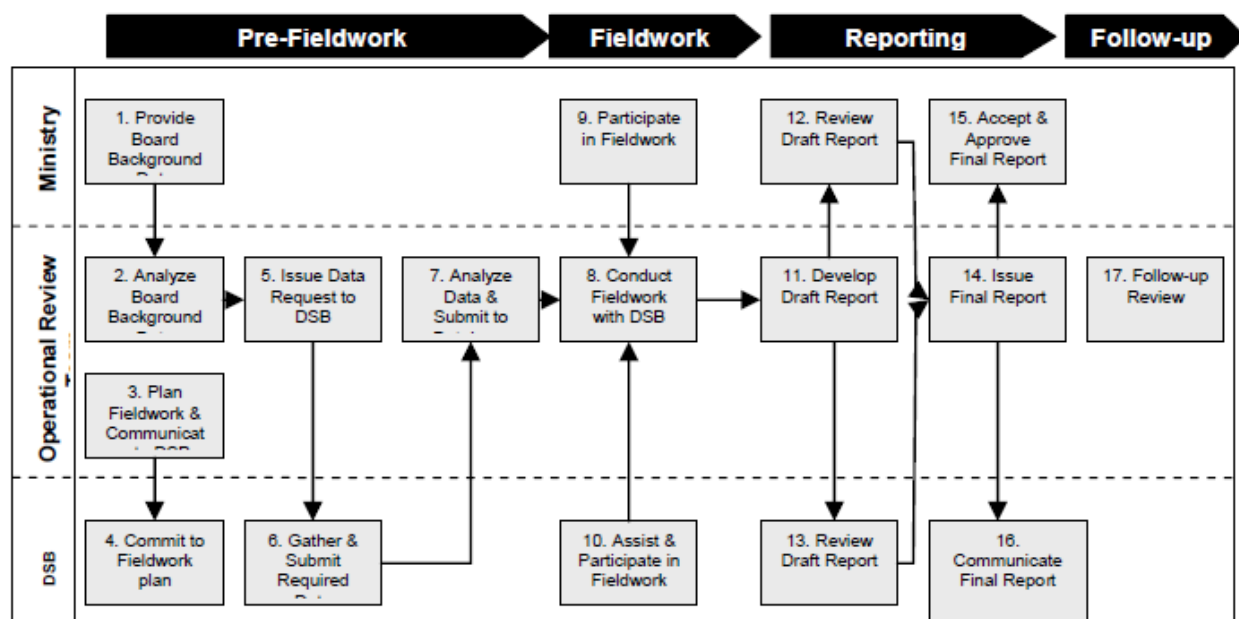 Pre-Fieldwork
Fieldwork
Reporting
Follow-up
Ministry
1. Provide
Board
Background
9. Participate
in Fieldwork
12. Review
Draft Report
15. Accept &
Approve
Final Report
Operational Review
2. Analyze
Board
Background
5. Issue Data
Request to
DSB
7. Analyze
Data &
Submit to
8. Conduct
Fieldwork
with DSB
11. Develop
Draft Report
14. Issue
Final Report
17. Follow-up
Review
3. Plan
Fieldwork &
Communicat
DSB
4. Commit to
Fieldwork
plan
6. Gather &
Submit
Required
10. Assist &
Participate in
Fieldwork
13. Review
Draft Report
16.
Communicate
Final Report